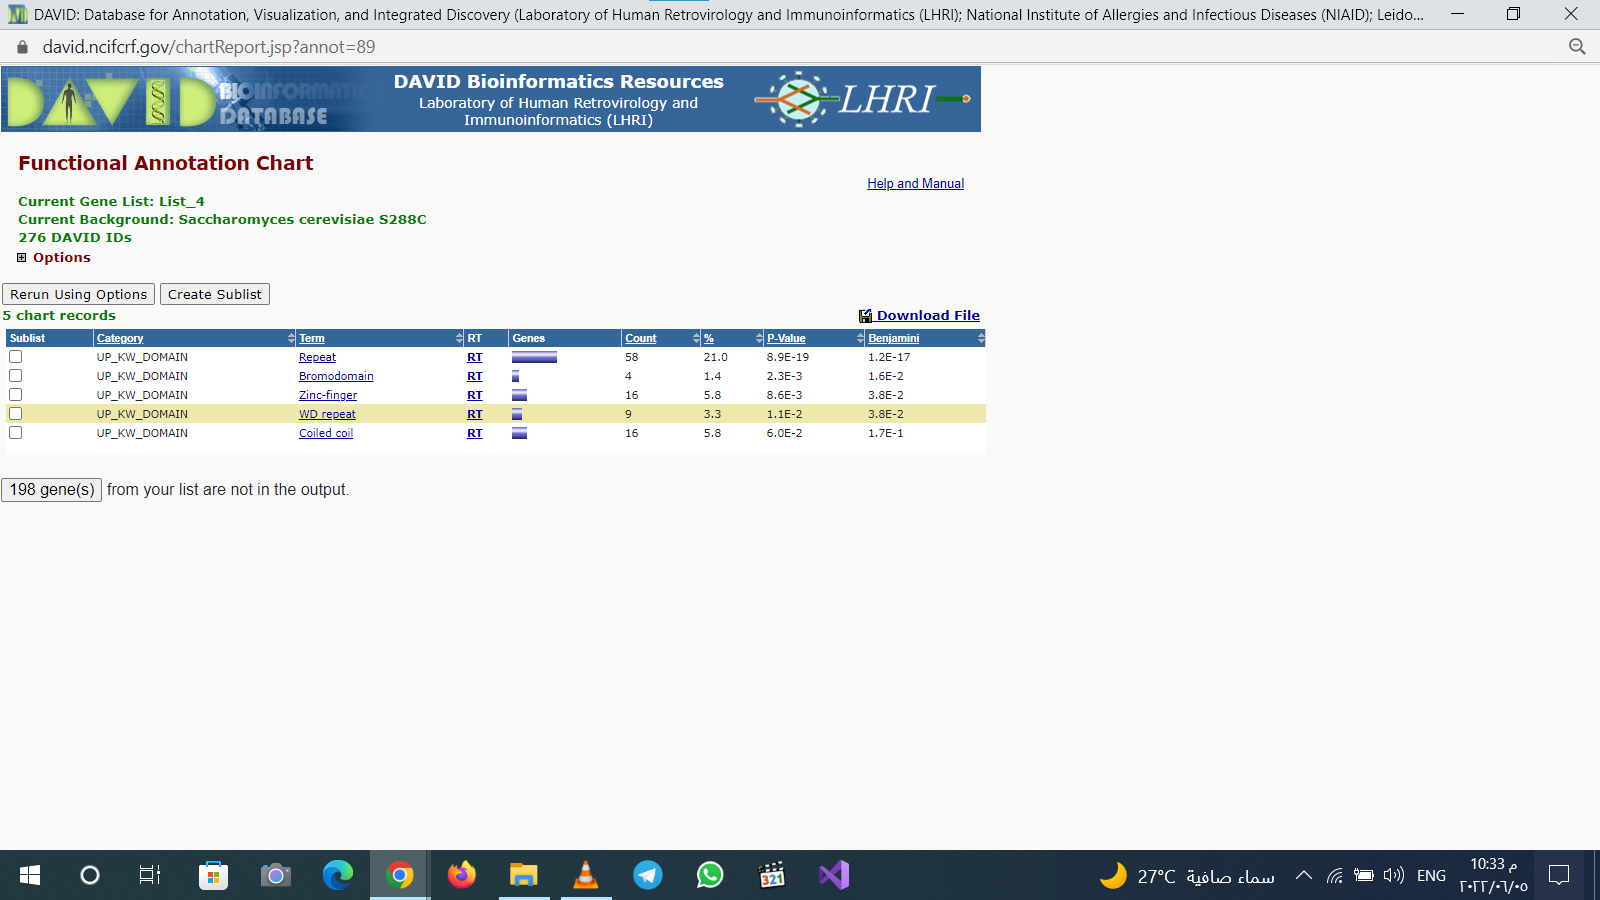 DAVID: Database for Annotation, Visualization, and Integrated Discovery (Laboratory of Human Retrovirology and Immunoinformatics (LHRI); National Institute of Allergies and Infectious Diseases (NIAID); Leido...
david.ncifcrf.gov/chartReport.jsp?annot=89
DAVID BIOINFORMATICS DATABASE
DAVID Bioinformatics Resources
Laboratory of Human Retrovirology and
Immunoinformatics (LHRI)
LHRI
Functional Annotation Chart
Help and Manual
Current Gene List: List_4
Current Background: Saccharomyces cerevisiae S288C
276 DAVID IDs
Options
Rerun Using Options Create Sublist
5 chart records Download File
Sublist Category Term RT Genes Count % P-Value Benjamini
UP_KW_DOMAIN Repeat RT 58 21.0 8.9E-19 1.2E-17
UP_KW_DOMAIN Bromodomain RT 4 1.4 2.3E-3 1.6E-2
UP_KW_DOMAIN Zinc-finger RT 16 5.8 8.6E-3 3.8E-2
UP_KW_DOMAIN WD repeat RT 9 3.3 1.1E-2 3.8E-2
UP_KW_DOMAIN Coiled coil RT 16 5.8 6.0E-2 1.7E-1
198 gene(s) from your list are not in the output.
321
27°C سماء صافية ENG
10:33 م
٢٠٢٢/٠٦/٠٥